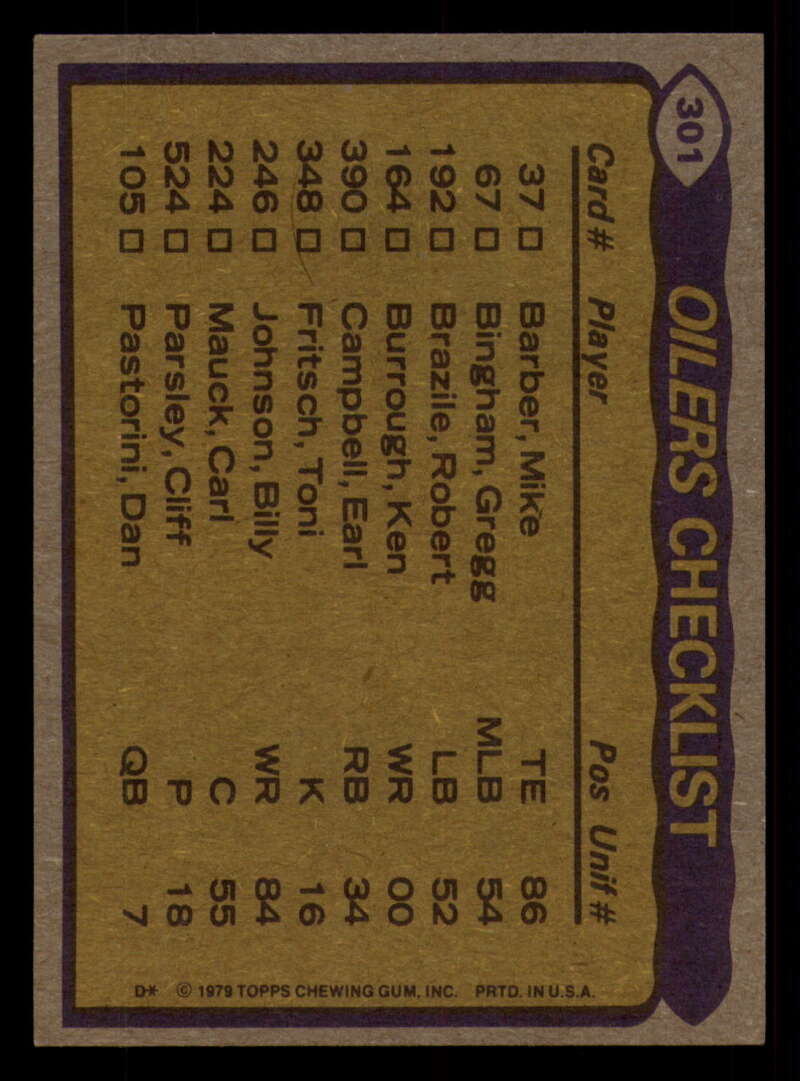 301
OILERS CHECKLIST
Card # Player Pos Unif #
37 □ Barber, Mike TE 86
67 □ Bingham, Gregg MLB 54
192 □ Brazile, Robert LB 52
164 □ Burrough, Ken WR 00
390 □ Campbell, Earl RB 34
348 □ Fritsch, Toni K 16
246 □ Johnson, Billy WR 84
224 □ Mauck, Carl C 55
524 □ Parsley, Cliff P 18
105 □ Pastorini, Dan QB 7
D* © 1979 TOPPS CHEWING GUM, INC. PRTD. IN U.S.A.